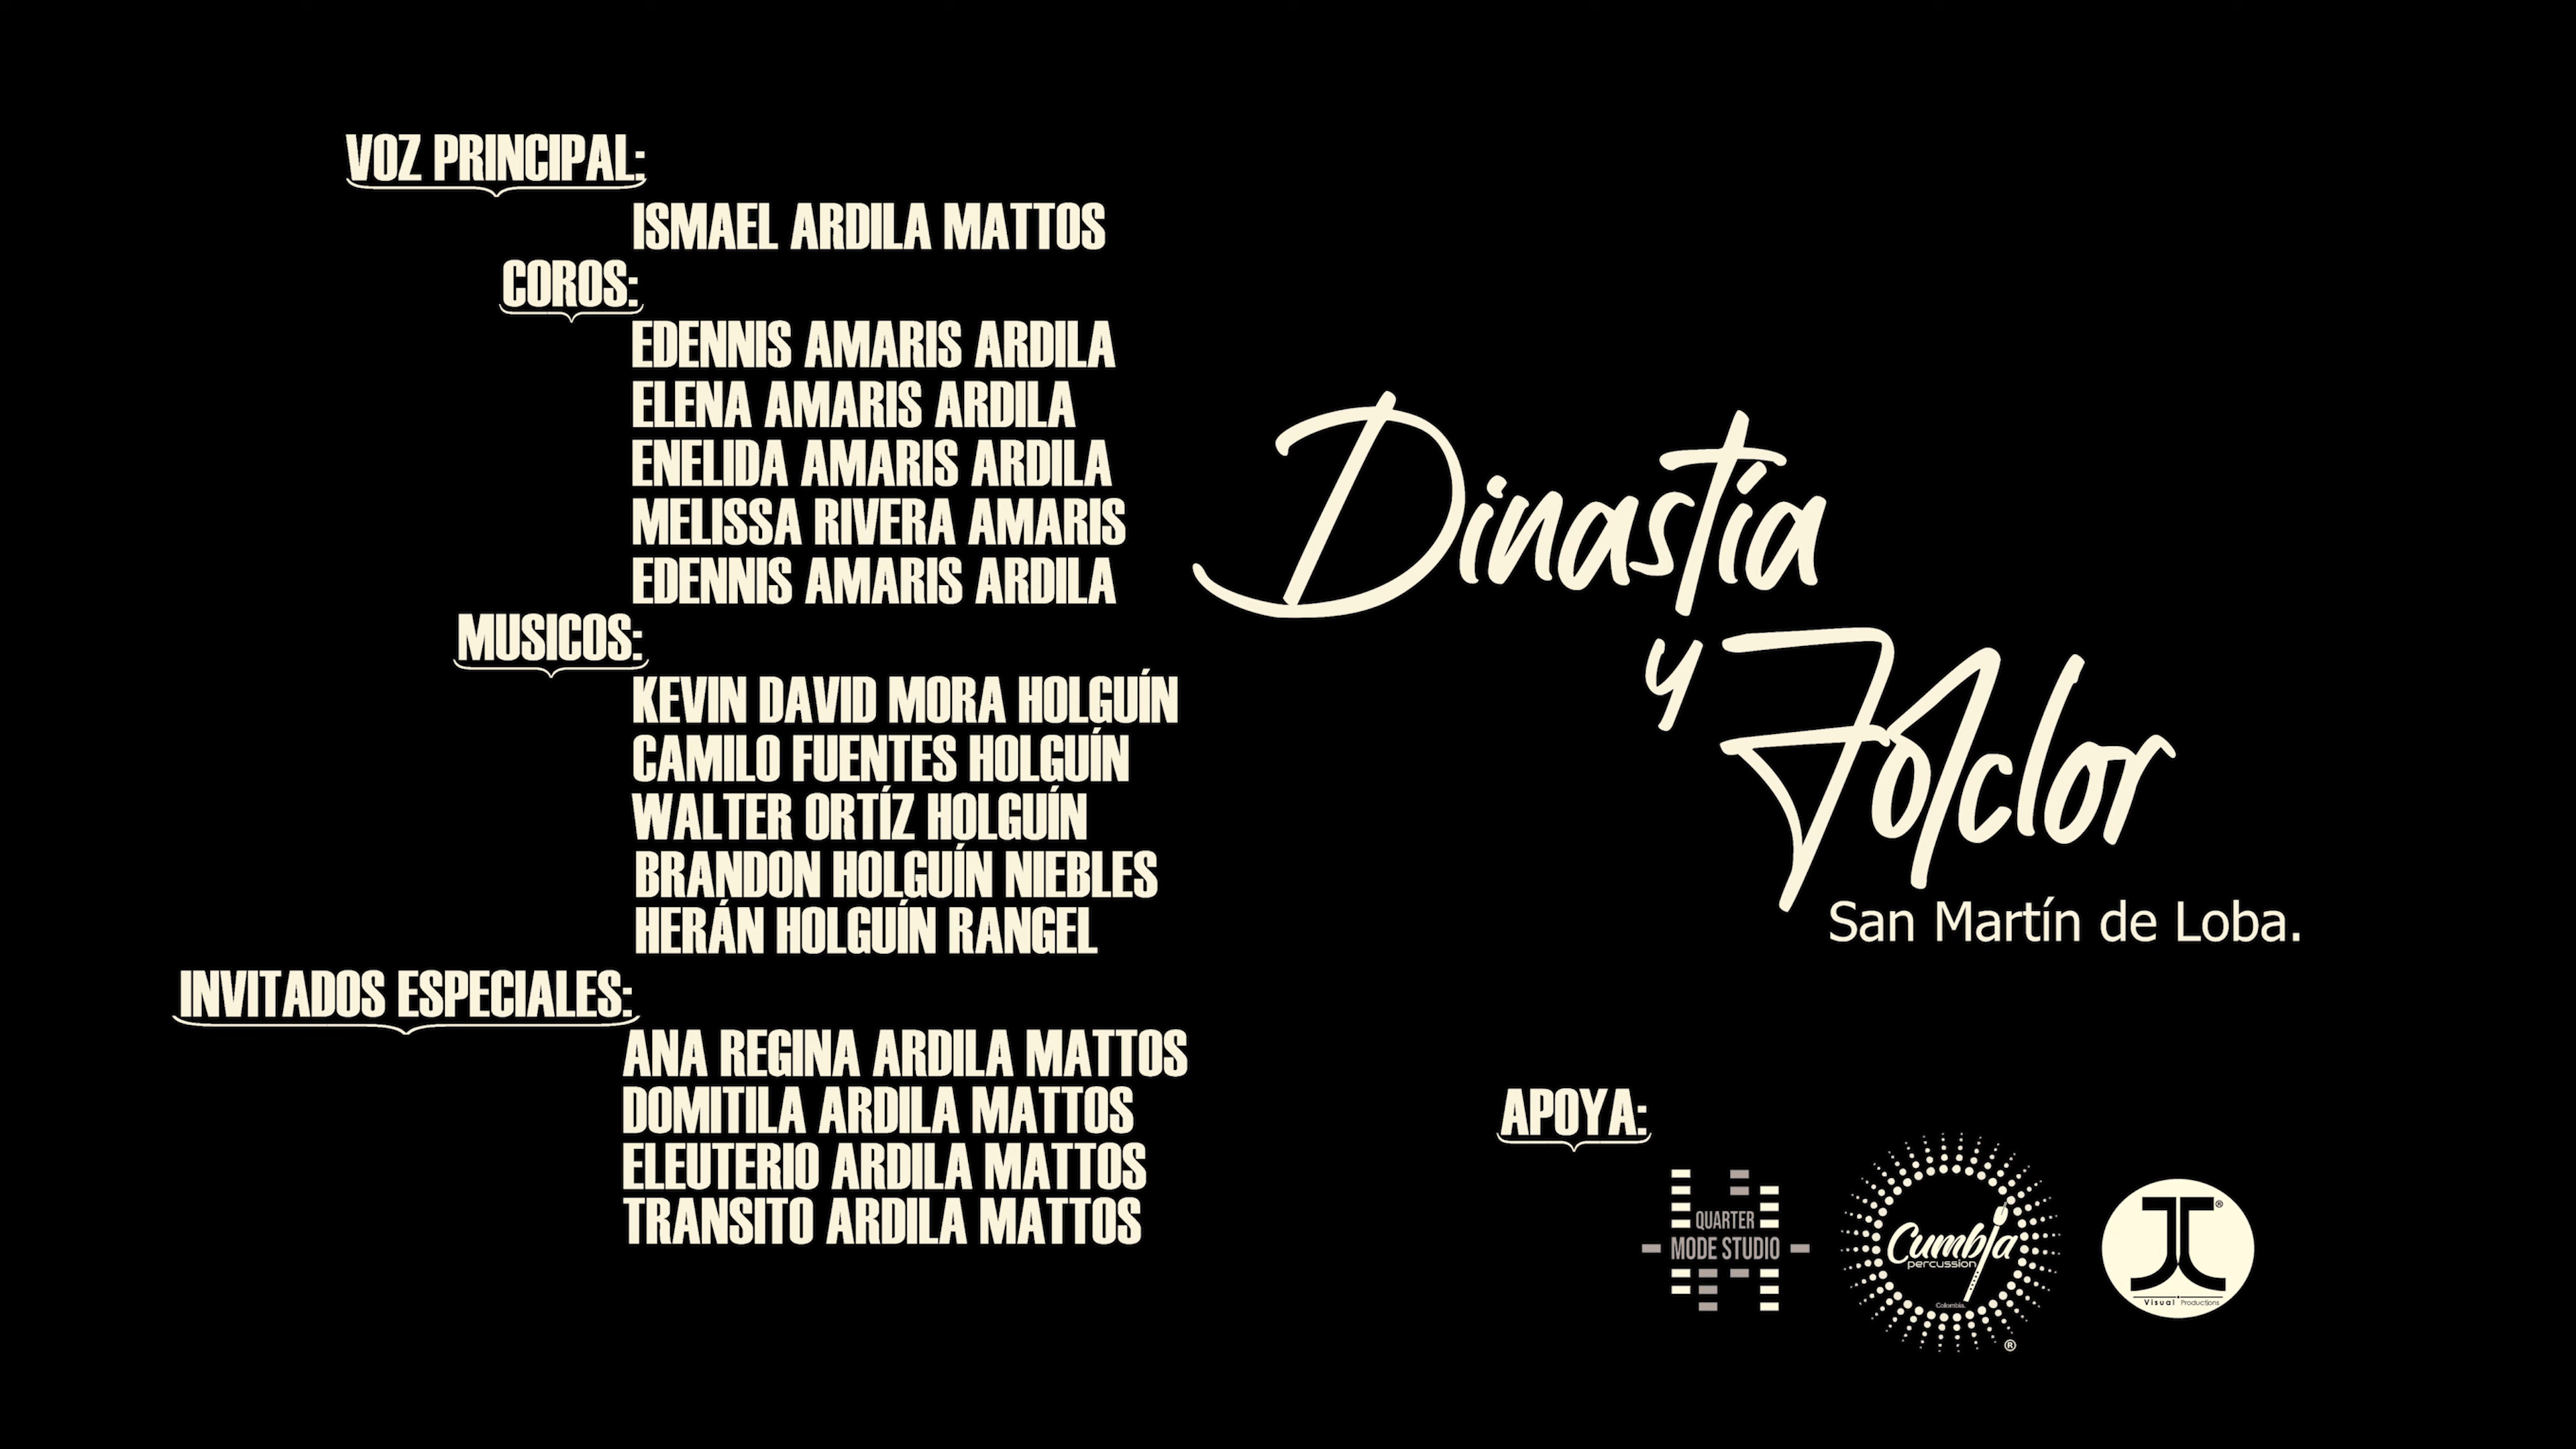 VOZ PRINCIPAL:
ISMAEL ARDILA MATTOS
COROS:
EDENNIS AMARIS ARDILA
ELENA AMARIS ARDILA
ENELIDA AMARIS ARDILA
MELISSA RIVERA AMARIS
EDENNIS AMARIS ARDILA
MUSICOS:
KEVIN DAVID MORA HOLGUÍN
CAMILO FUENTES HOLGUÍN
WALTER ORTÍZ HOLGUÍN
BRANDON HOLGUÍN NIEBLES
HERÁN HOLGUÍN RANGEL
INVITADOS ESPECIALES:
ANA REGINA ARDILA MATTOS
DOMITILA ARDILA MATTOS
ELEUTERIO ARDILA MATTOS
TRANSITO ARDILA MATTOS
Dinastía
y Folclor
San Martín de Loba.
APOYA:
QUARTER
MODE STUDIO
Cumbia
percussion
Colombia.
®
JC ®
Visual Productions